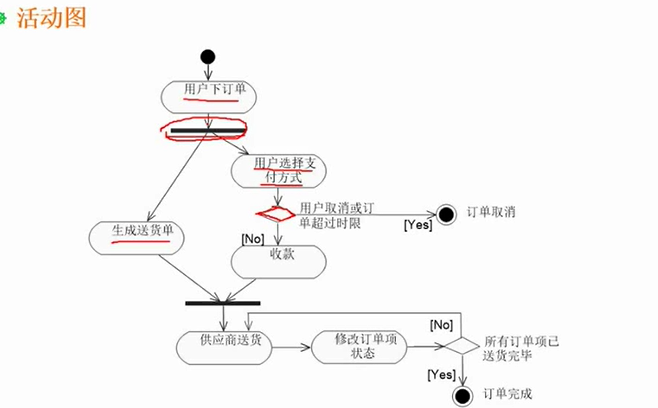 活动图
用户下订单
用户选择支
付方式
用户取消或订
单超过时限
[Yes]
订单取消
生成送货单
[No]
收款
供应商送货
修改订单项
状态
[No]
所有订单项已
送货完毕
[Yes]
订单完成